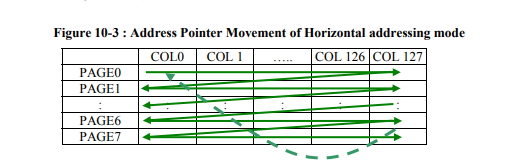 Figure 10-3 : Address Pointer Movement of Horizontal addressing mode
COL0 COL 1 ..... COL 126 COL 127
PAGE0
PAGE1
: : : : : :
PAGE6
PAGE7